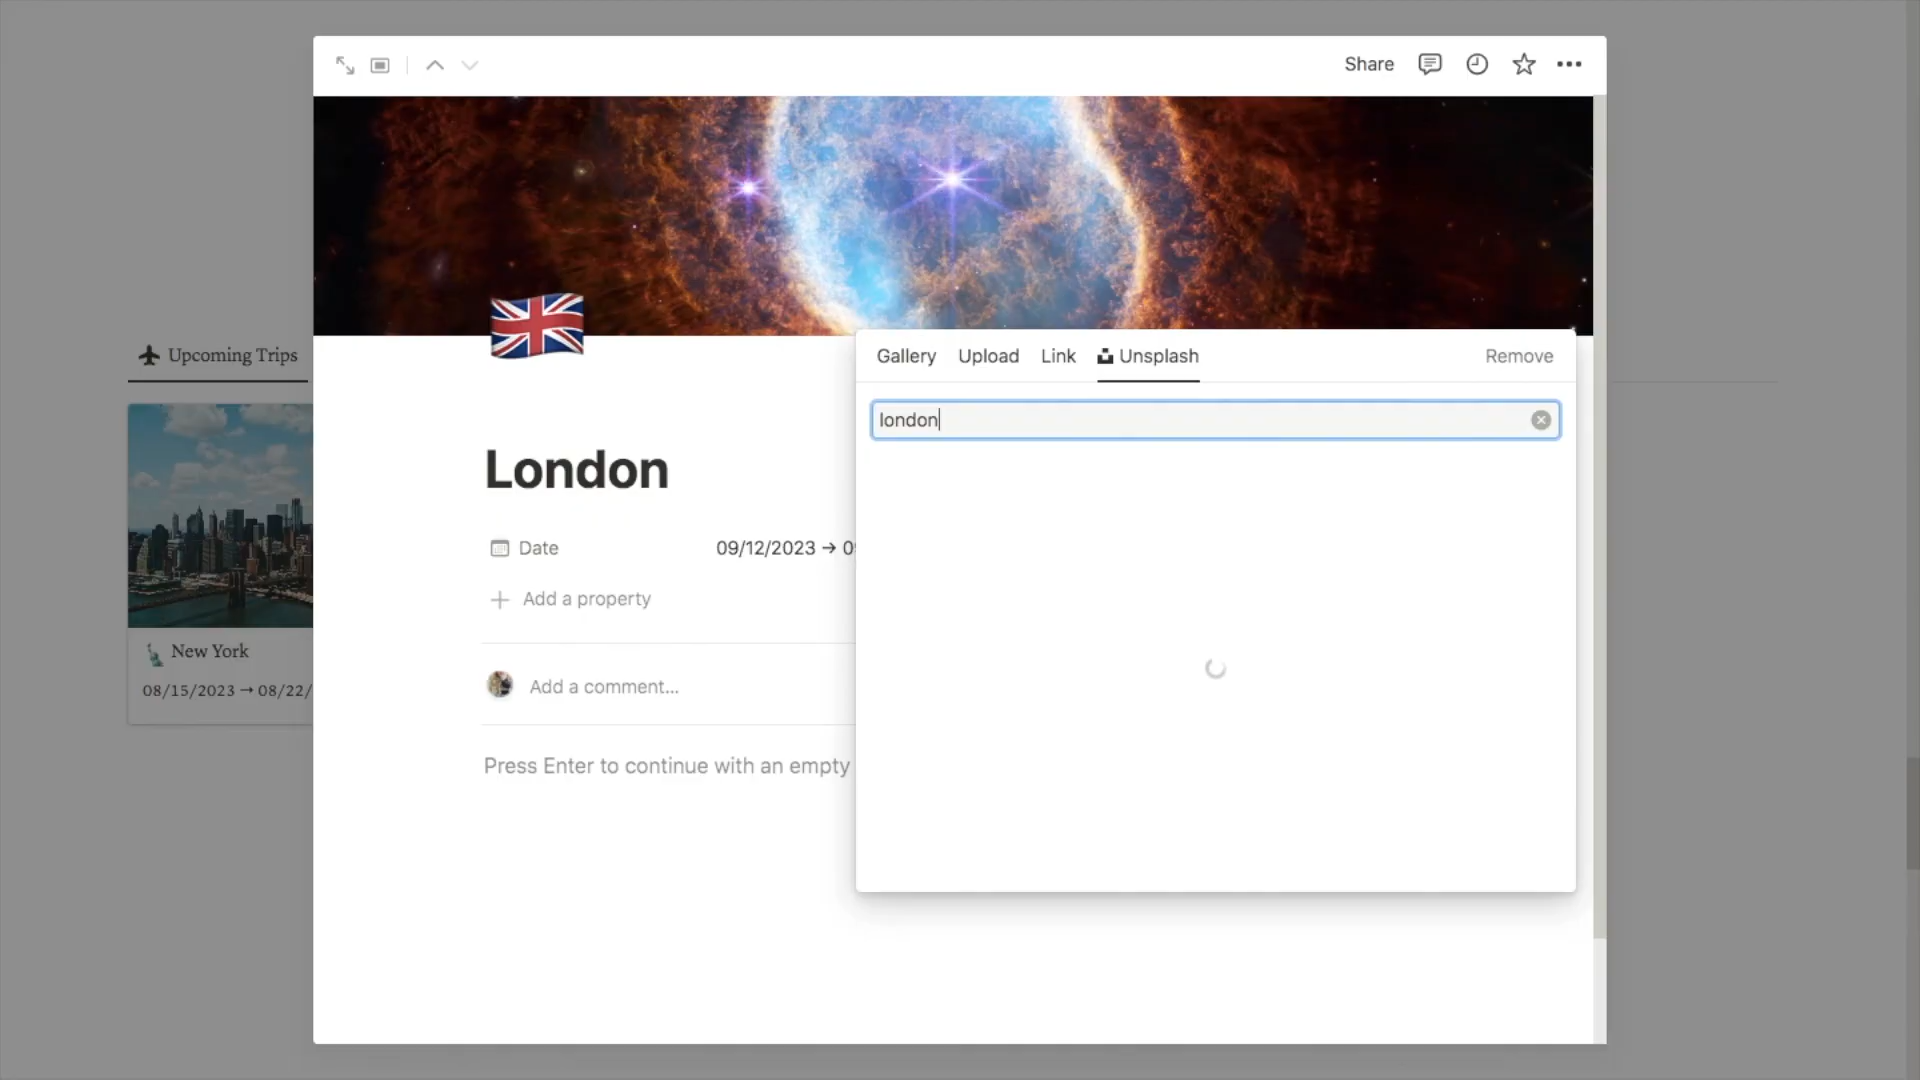 Share
Upcoming Trips
Gallery Upload Link Unsplash Remove
london
London
Date 09/12/2023 → 0
Add a property
New York
08/15/2023 → 08/22/
Add a comment...
Press Enter to continue with an empty